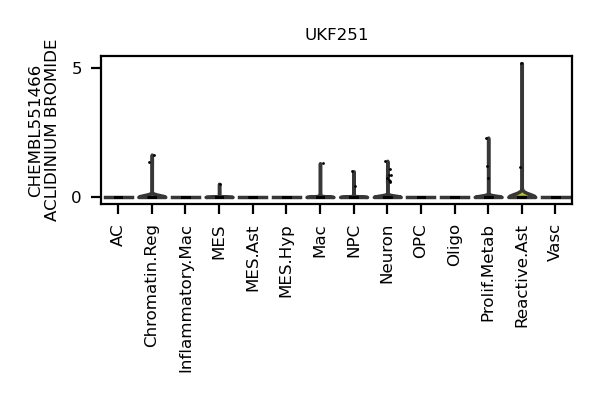 UKF251
CHEMBL551466
ACLIDINIUM BROMIDE
5
0
AC
Chromatin.Reg
Inflammatory.Mac
MES
MES.Ast
MES.Hyp
Mac
NPC
Neuron
OPC
Oligo
Prolif.Metab
Reactive.Ast
Vasc